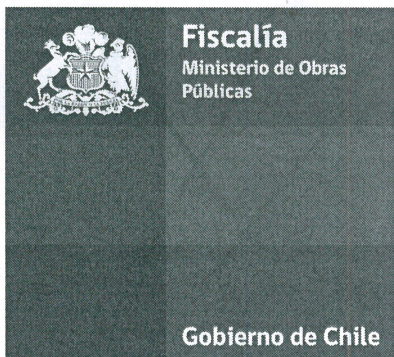 Fiscalía
Ministerio de Obras
Públicas
Gobierno de Chile